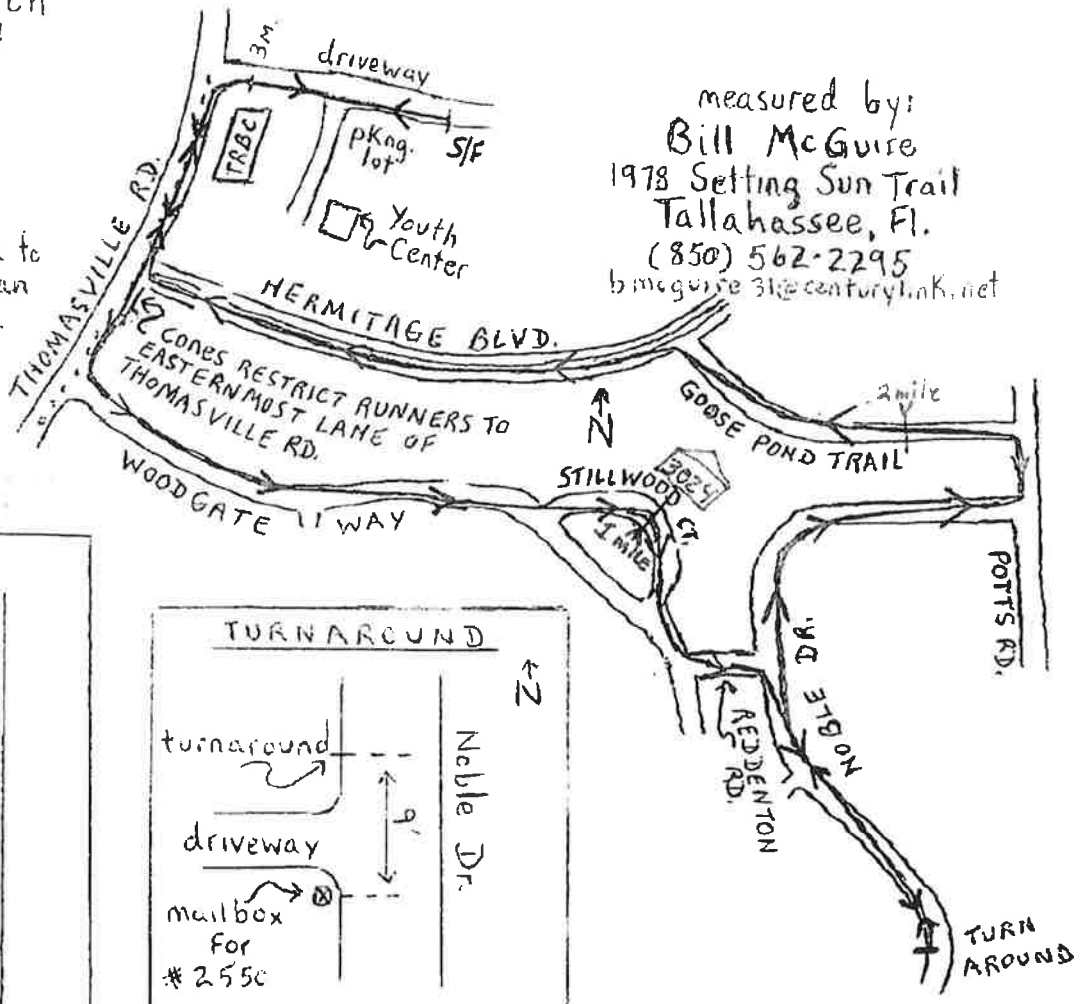 3M.
driveway
TRBC
pkng.
lot
S/F
Youth
Center
measured by:
Bill McGuire
1978 Setting Sun Trail
Tallahassee, Fl.
(850) 562-2295
bmcguire31@centurylink.net
to
THOMASVILLE RD.
HERMITAGE BLVD.
CONES RESTRICT RUNNERS TO
EASTERNMOST LANE OF
THOMASVILLE RD.
N
GOOSE POND TRAIL
2 mile
WOODGATE WAY
STILLWOOD
CT.
3024
1 mile
POTTS RD.
NOBLE DR.
REDDENTON
RD.
TURN
AROUND
TURNAROUND
N
turnaround
9'
Noble Dr.
driveway
mailbox
for
# 2550